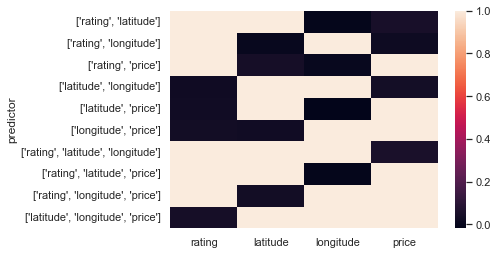 ['rating', 'latitude']
['rating', 'longitude']
['rating', 'price']
['latitude', 'longitude']
['latitude', 'price']
['longitude', 'price']
['rating', 'latitude', 'longitude']
['rating', 'latitude', 'price']
['rating', 'longitude', 'price']
['latitude', 'longitude', 'price']
predictor
rating latitude longitude price
1.0
0.8
0.6
0.4
0.2
0.0